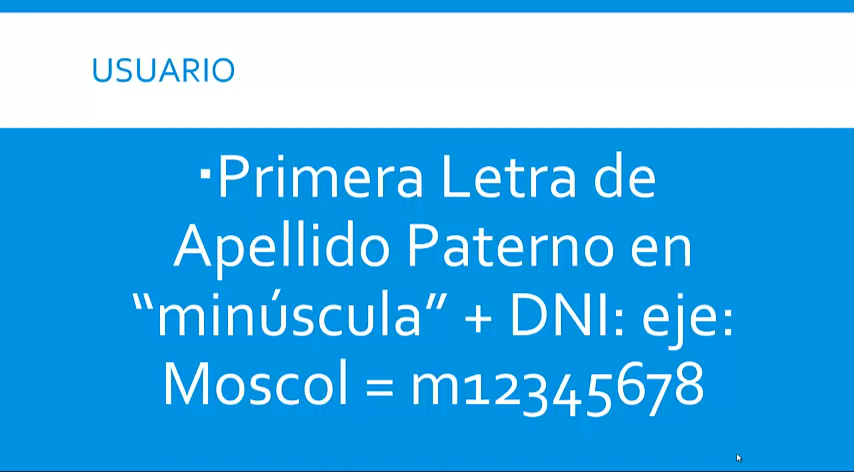 USUARIO
▪Primera Letra de
Apellido Paterno en
“minúscula” + DNI: eje:
Moscol = m12345678